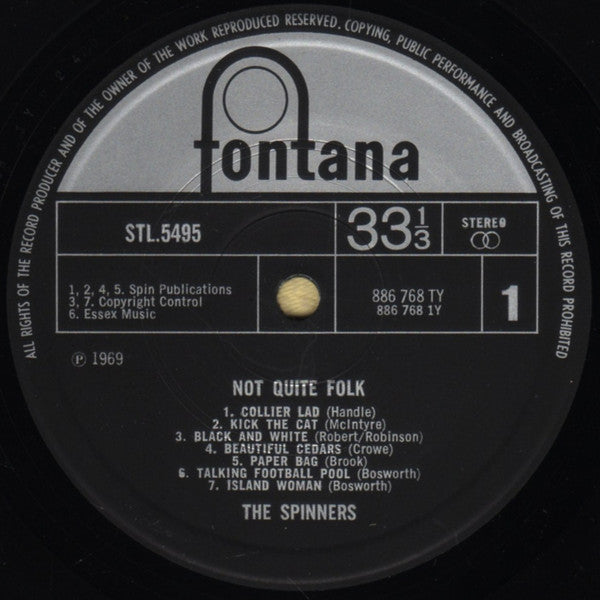 ALL RIGHTS OF THE RECORD PRODUCER AND OF THE OWNER OF THE WORK REPRODUCED RESERVED. COPYING, PUBLIC PERFORMANCE AND BROADCASTING OF THIS RECORD PROHIBITED
fontana
STL.5495
33 1/3
STEREO
1, 2, 4, 5. Spin Publications
3, 7. Copyright Control
6. Essex Music
886 768 TY
886 768 1Y
1
℗ 1969
NOT QUITE FOLK
1. COLLIER LAD (Handle)
2. KICK THE CAT (McIntyre)
3. BLACK AND WHITE (Robert/Robinson)
4. BEAUTIFUL CEDARS (Crowe)
5. PAPER BAG (Brook)
6. TALKING FOOTBALL POOL (Bosworth)
7. ISLAND WOMAN (Bosworth)
THE SPINNERS